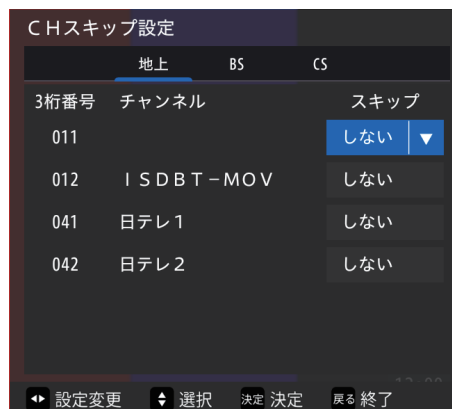 ＣＨスキップ設定
地上 BS CS
3桁番号 チャンネル スキップ
011 しない ▼
012 ＩＳＤＢＴ－ＭＯＶ しない
041 日テレ１ しない
042 日テレ２ しない
設定変更 選択 決定 決定 戻る 終了